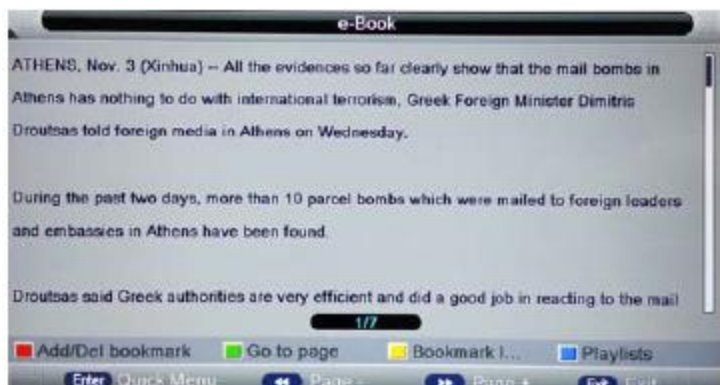 e-Book
ATHENS, Nov. 3 (Xinhua) -- All the evidences so far clearly show that the mail bombs in
Athens has nothing to do with international terrorism, Greek Foreign Minister Dimitris
Droutsas told foreign media in Athens on Wednesday.
During the past two days, more than 10 parcel bombs which were mailed to foreign leaders
and embassies in Athens have been found.
Droutsas said Greek authorities are very efficient and did a good job in reacting to the mail
1/7
Add/Del bookmark Go to page Bookmark l... Playlists
Enter Quick Menu Page - Page + Exit Exit